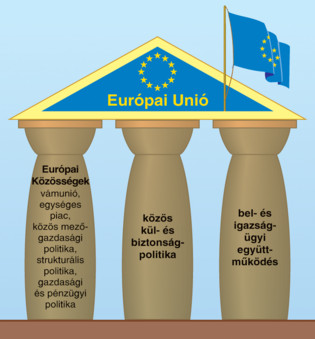 Európai Unió
Európai
Közösségek
vámunió,
egységes
piac,
közös mező-
gazdasági
politika,
strukturális
politika,
gazdasági
és pénzügyi
politika
közös
kül- és
biztonság-
politika
bel- és
igazság-
ügyi
együtt-
működés